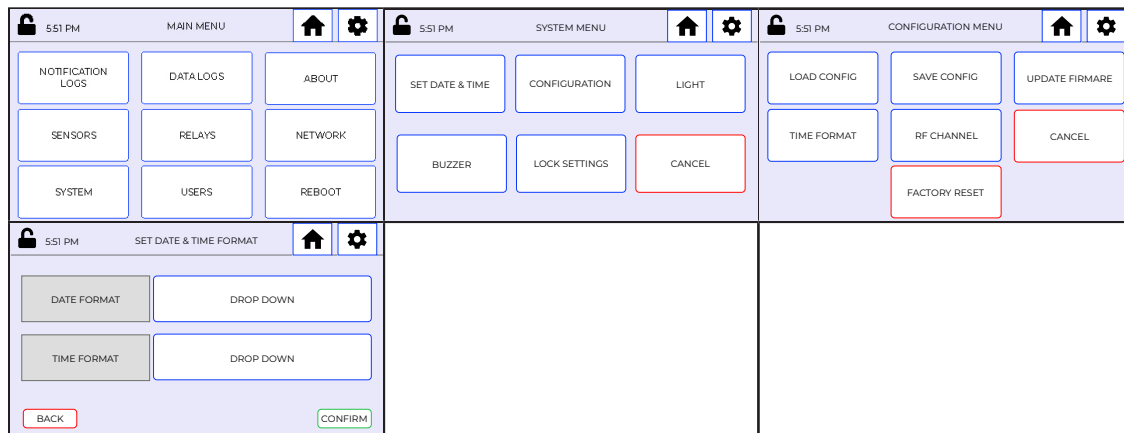 5:51 PM
MAIN MENU
NOTIFICATION
LOGS
DATA LOGS
ABOUT
SENSORS
RELAYS
NETWORK
SYSTEM
USERS
REBOOT
5:51 PM
SYSTEM MENU
SET DATE & TIME
CONFIGURATION
LIGHT
BUZZER
LOCK SETTINGS
CANCEL
5:51 PM
CONFIGURATION MENU
LOAD CONFIG
SAVE CONFIG
UPDATE FIRMARE
TIME FORMAT
RF CHANNEL
CANCEL
FACTORY RESET
5:51 PM
SET DATE & TIME FORMAT
DATE FORMAT
DROP DOWN
TIME FORMAT
DROP DOWN
BACK
CONFIRM